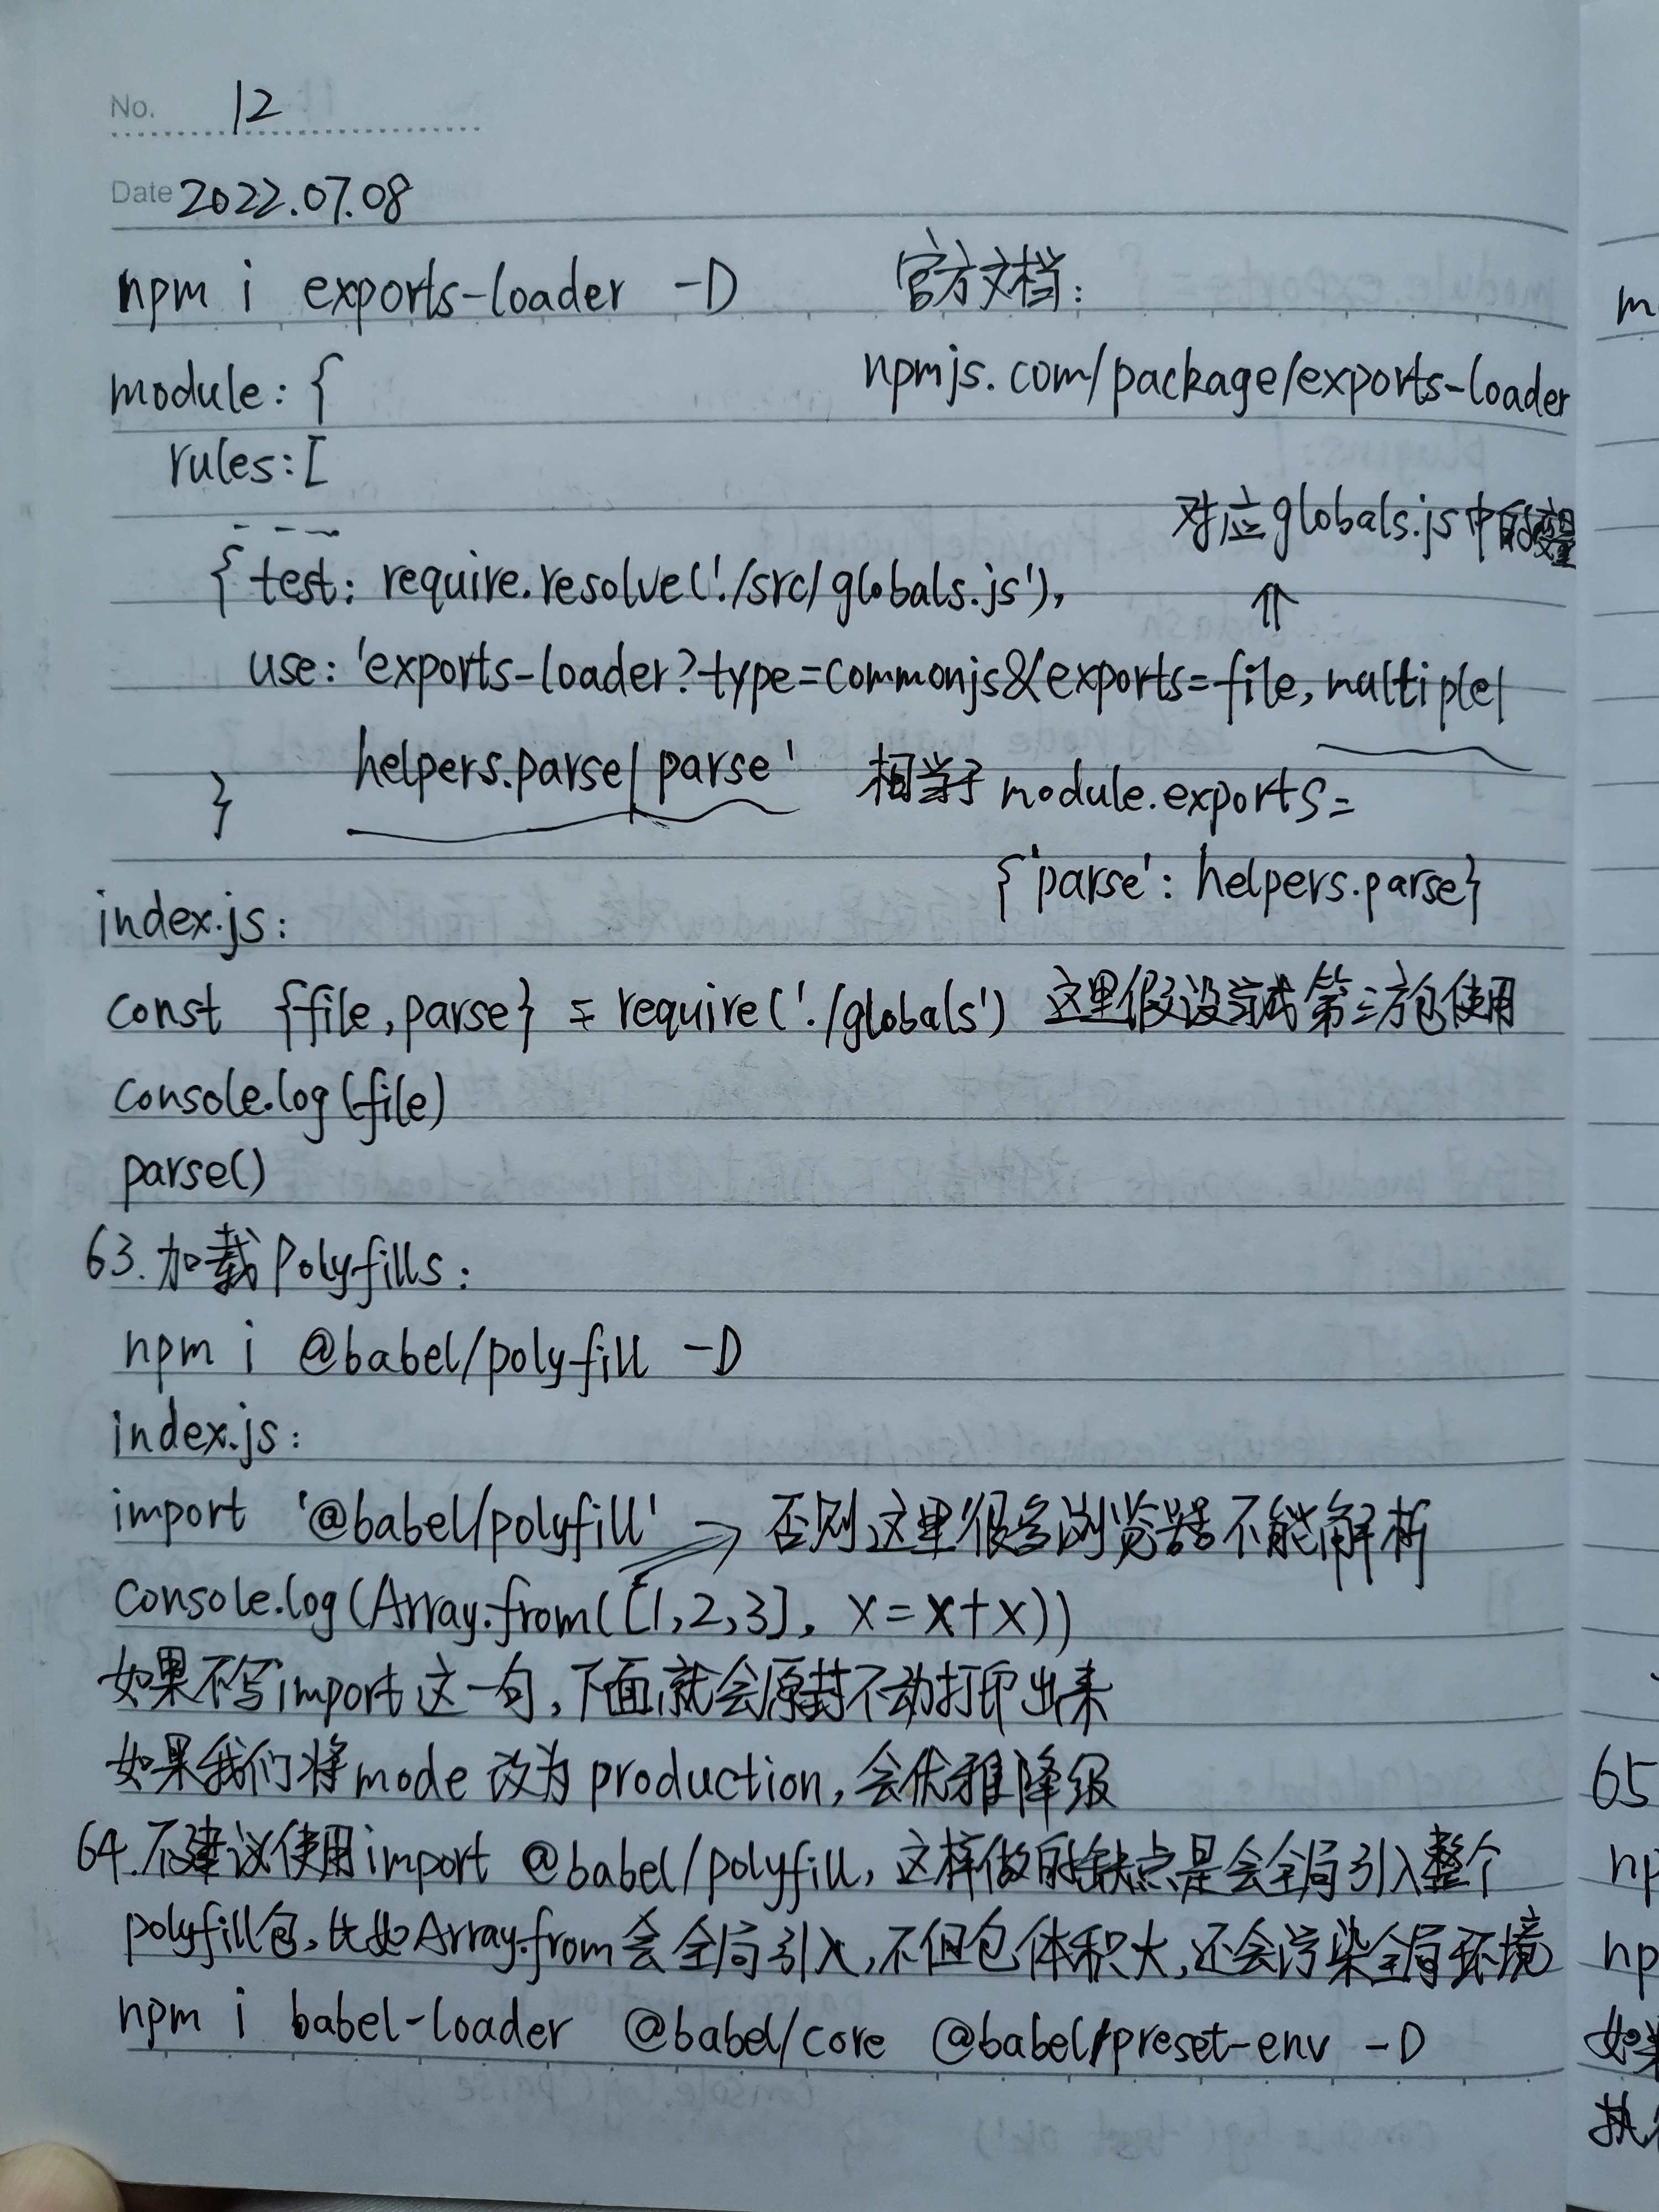 No. 12
Date 2022.07.08
npm i exports-loader -D 官方文档:
module: { npmjs.com/package/exports-loader
rules: [
--- 对应globals.js中的变量
{ test: require.resolve('./src/globals.js'), ⇑
use: 'exports-loader?type=commonjs&exports=file, multiple|
helpers.parse|parse' 相当于 module.exports=
}
{'parse': helpers.parse}
index.js:
const {file,parse} = require('./globals') 这里假设当成第三方包使用
console.log(file)
parse()
63.加载Polyfills:
npm i @babel/polyfill -D
index.js:
import '@babel/polyfill' → 否则这里很多浏览器不能解析
console.log(Array.from([1,2,3], x=x+x))
如果不写import这一句,下面就会原封不动打印出来
如果我们将mode改为production,会优雅降级
64.不建议使用import @babel/polyfill,这样做的缺点是会全局引入整个
polyfill包,比如Array.from会全局引入,不但包体积大,还会污染全局环境
npm i babel-loader @babel/core @babel/preset-env -D
m
65
np
np
如果
执行